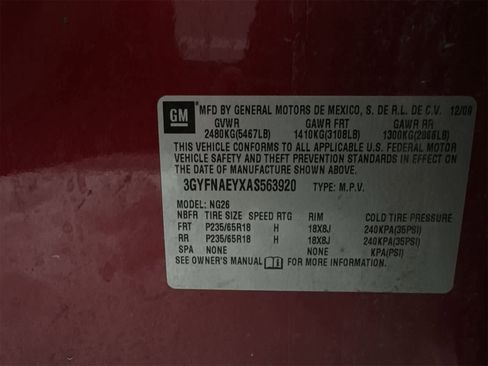 GM
MFD BY GENERAL MOTORS DE MEXICO, S. DE R.L. DE C.V. 12/09
GVWR GAWR FRT GAWR RR
2480KG(5467LB) 1410KG(3108LB) 1300KG(2866LB)
THIS VEHICLE CONFORMS TO ALL APPLICABLE U.S. FEDERAL MOTOR
VEHICLE SAFETY AND THEFT PREVENTION STANDARDS IN EFFECT ON
THE DATE OF MANUFACTURE SHOWN ABOVE.
3GYFNAEYXAS563920 TYPE: M.P.V.
MODEL: NG26
NBFR TIRE SIZE SPEED RTG RIM COLD TIRE PRESSURE
FRT P235/65R18 H 18X8J 240KPA(35PSI)
RR P235/65R18 H 18X8J 240KPA(35PSI)
SPA NONE NONE KPA(PSI)
SEE OWNER'S MANUAL FOR MORE INFORMATION.